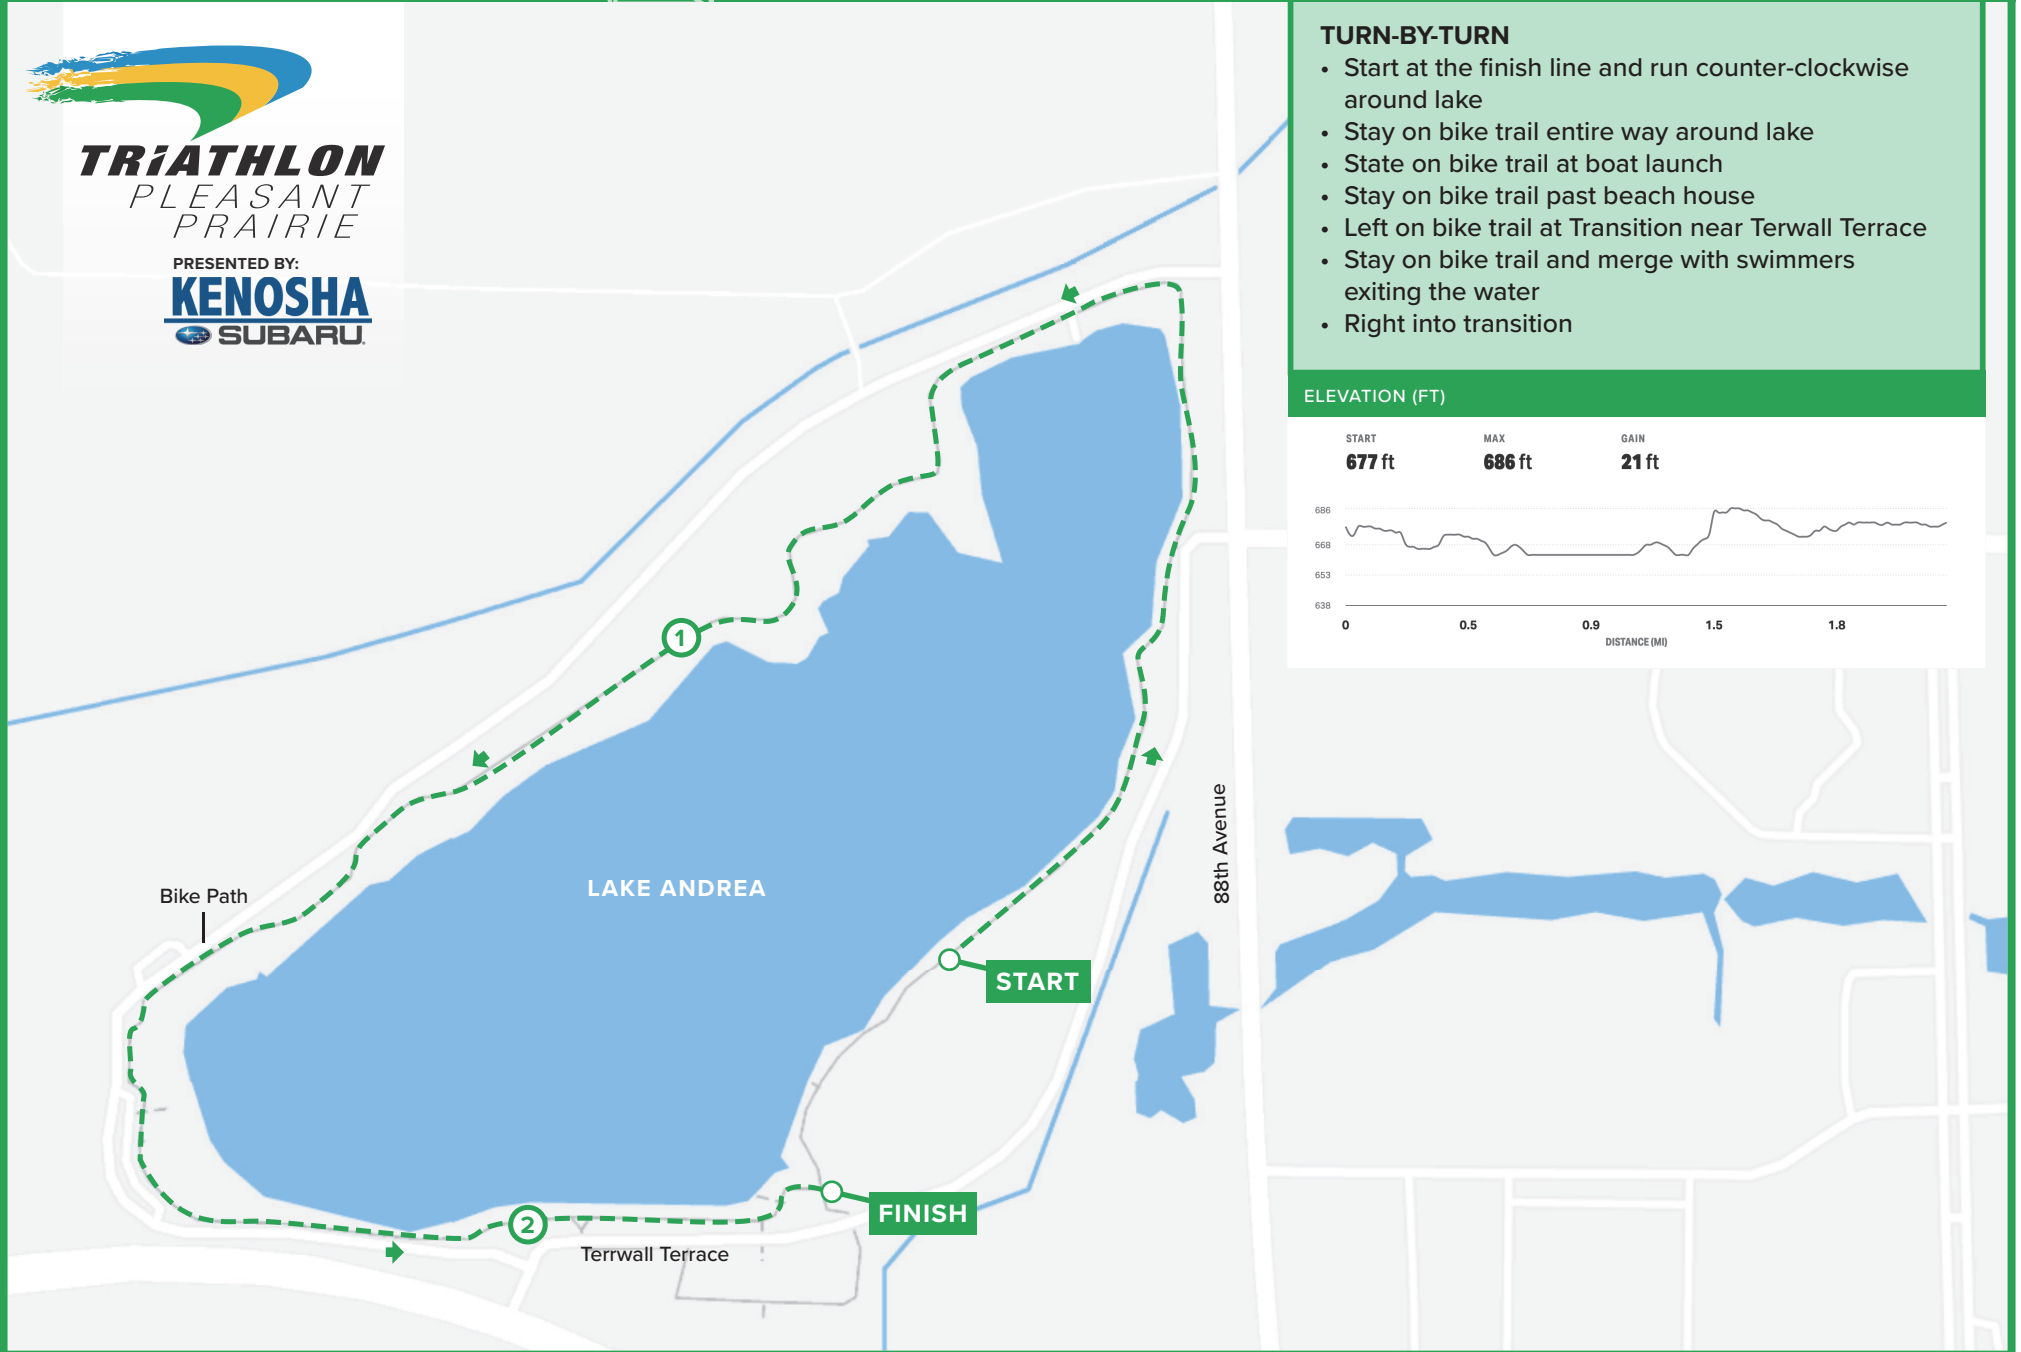 TRiATHLON
PLEASANT
PRAIRIE
PRESENTED BY:
KENOSHA
SUBARU.
TURN-BY-TURN
• Start at the finish line and run counter-clockwise
around lake
• Stay on bike trail entire way around lake
• State on bike trail at boat launch
• Stay on bike trail past beach house
• Left on bike trail at Transition near Terwall Terrace
• Stay on bike trail and merge with swimmers
exiting the water
• Right into transition
ELEVATION (FT)
START MAX GAIN
677 ft 686 ft 21 ft
686
668
653
638
0 0.5 0.9 1.5 1.8
DISTANCE (MI)
1
88th Avenue
LAKE ANDREA
Bike Path
START
FINISH
2
Terrwall Terrace